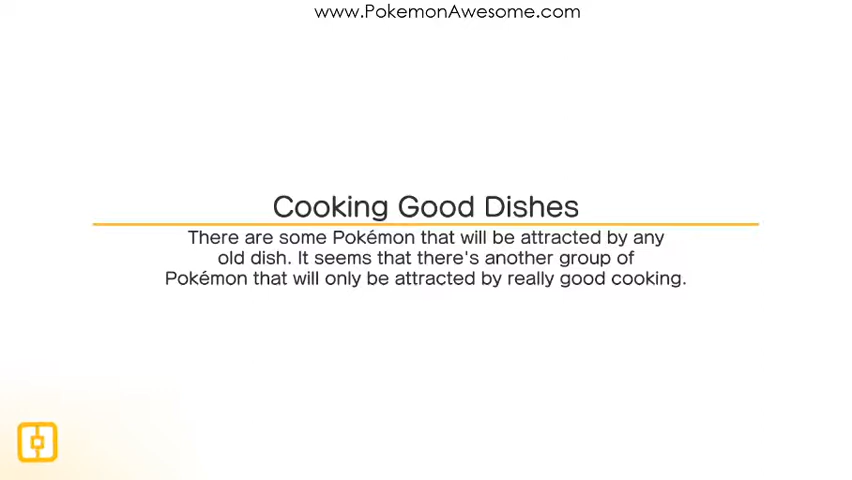 www.PokemonAwesome.com
Cooking Good Dishes
There are some Pokémon that will be attracted by any
old dish. It seems that there's another group of
Pokémon that will only be attracted by really good cooking.